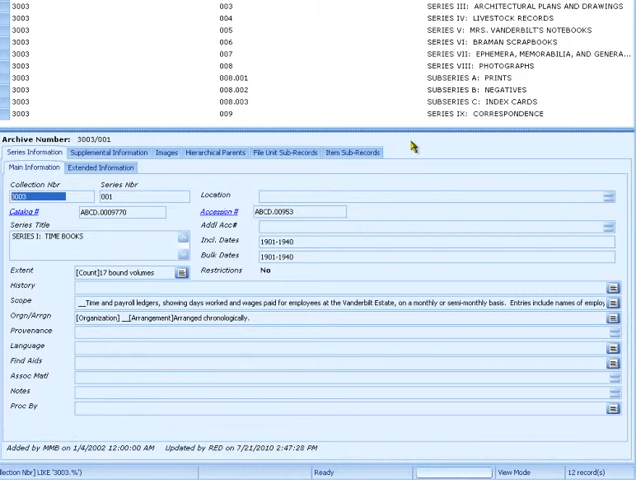 3003 003 SERIES III: ARCHITECTURAL PLANS AND DRAWINGS
3003 004 SERIES IV: LIVESTOCK RECORDS
3003 005 SERIES V: MRS. VANDERBILT'S NOTEBOOKS
3003 006 SERIES VI: BRAMAN SCRAPBOOKS
3003 007 SERIES VII: EPHEMERA, MEMORABILIA, AND GENERA...
3003 008 SERIES VIII: PHOTOGRAPHS
3003 008.001 SUBSERIES A: PRINTS
3003 008.002 SUBSERIES B: NEGATIVES
3003 008.003 SUBSERIES C: INDEX CARDS
3003 009 SERIES IX: CORRESPONDENCE
Archive Number: 3003/001
Series Information Supplemental Information Images Hierarchical Parents File Unit Sub-Records Item Sub-Records
Main Information Extended Information
Collection Nbr Series Nbr
3003 001 Location
Catalog # ABCD.0009770 Accession # ABCD.00953
Series Title Addl Acc#
SERIES I: TIME BOOKS Incl. Dates 1901-1940
Bulk Dates 1901-1940
Extent [Count]17 bound volumes Restrictions No
History
Scope __Time and payroll ledgers, showing days worked and wages paid for employees at the Vanderbilt Estate, on a monthly or semi-monthly basis. Entries include names of employ
Orgn/Arrgn [Organization] __[Arrangement]Arranged chronologically.
Provenance
Language
Find Aids
Assoc Matl
Notes
Proc By
Added by MMB on 1/4/2002 12:00:00 AM Updated by RED on 7/21/2010 2:47:28 PM
llection Nbr] LIKE '3003.%') Ready View Mode 12 record(s)